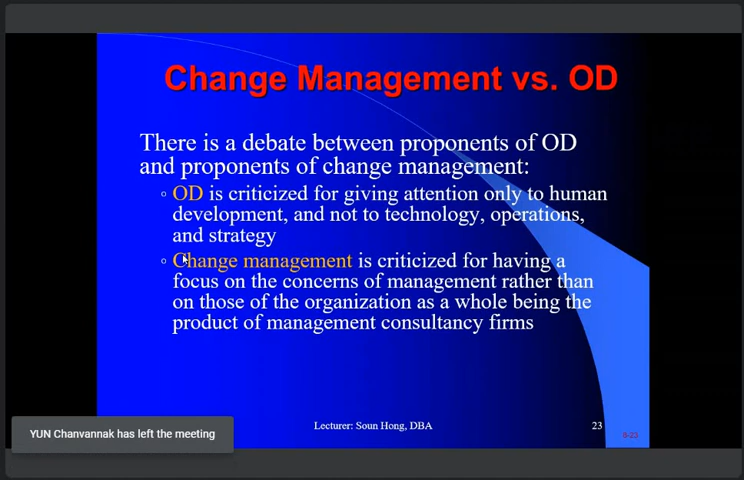 Change Management vs. OD
There is a debate between proponents of OD
and proponents of change management:
OD is criticized for giving attention only to human
development, and not to technology, operations,
and strategy
Change management is criticized for having a
focus on the concerns of management rather than
on those of the organization as a whole being the
product of management consultancy firms
YUN Chanvannak has left the meeting
Lecturer: Soun Hong, DBA
23
8-23